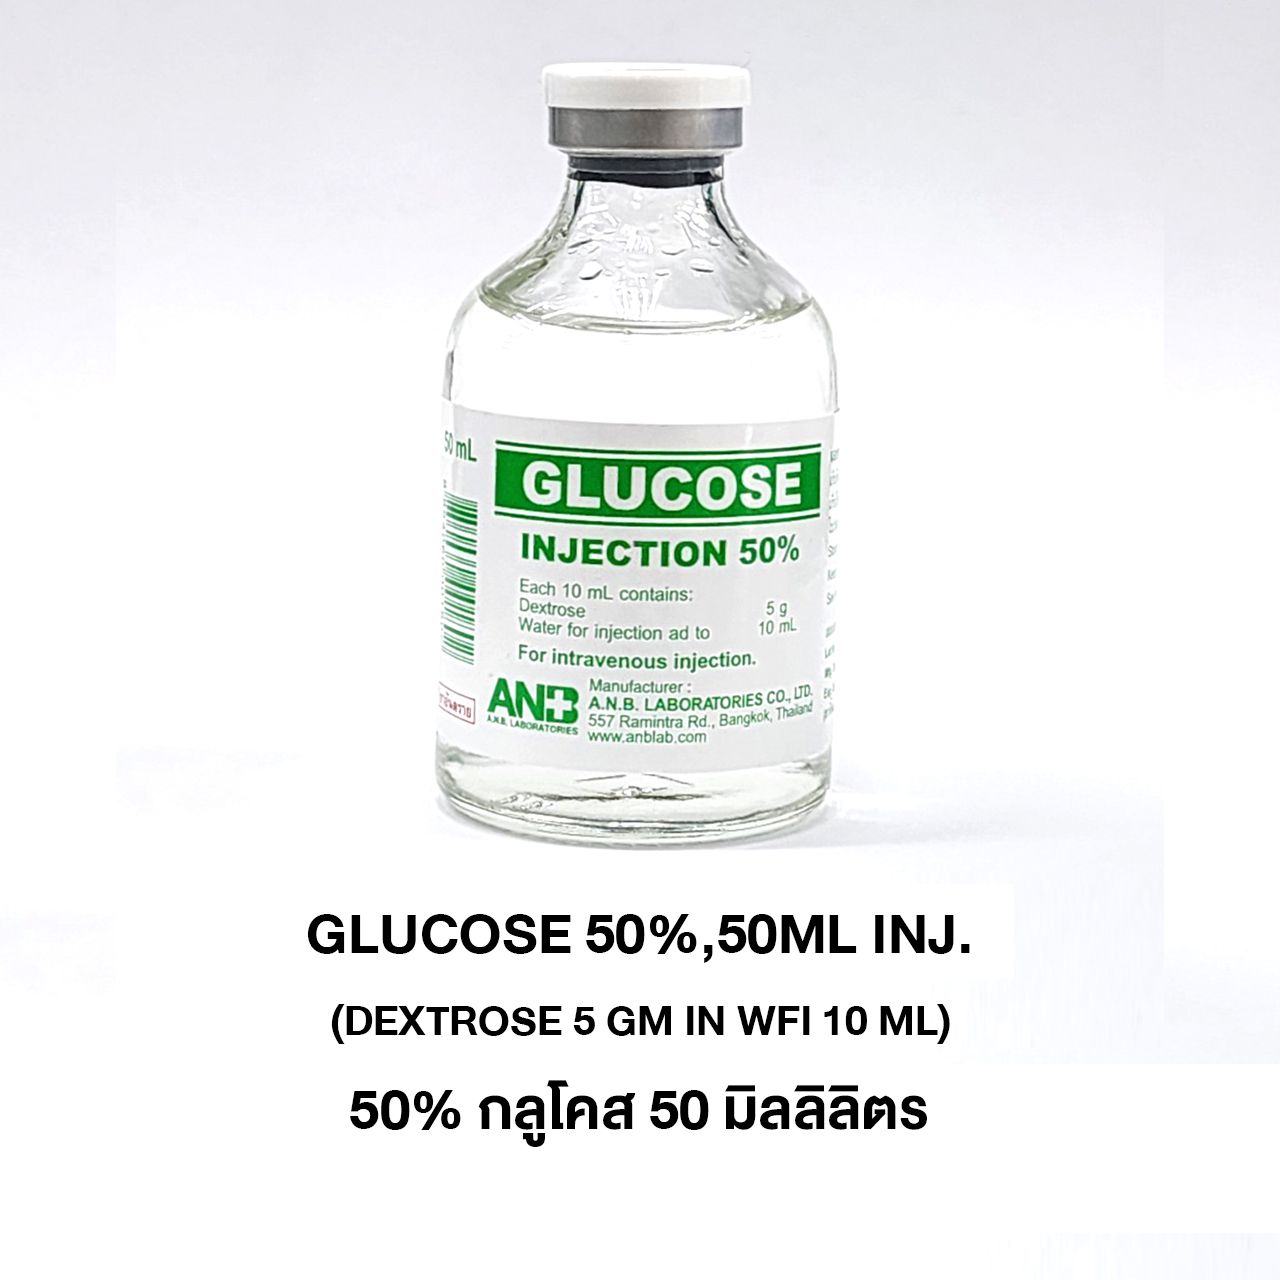 50 mL
GLUCOSE
INJECTION 50%
Each 10 mL contains:
Dextrose 5 g
Water for injection ad to 10 mL
For intravenous injection.
ANB
A.N.B. LABORATORIES
Manufacturer :
A.N.B. LABORATORIES CO., LTD.
557 Ramintra Rd., Bangkok, Thailand
www.anblab.com
GLUCOSE 50%,50ML INJ.
(DEXTROSE 5 GM IN WFI 10 ML)
50% กลูโคส 50 มิลลิลิตร